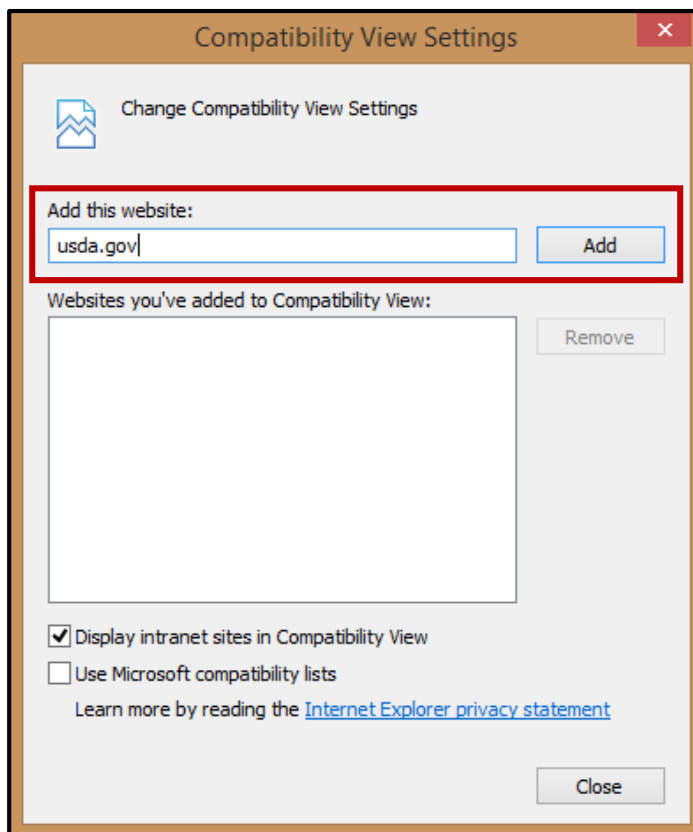 Compatibility View Settings
Change Compatibility View Settings
Add this website:
usda.gov
Add
Websites you've added to Compatibility View:
Remove
Display intranet sites in Compatibility View
Use Microsoft compatibility lists
Learn more by reading the Internet Explorer privacy statement
Close